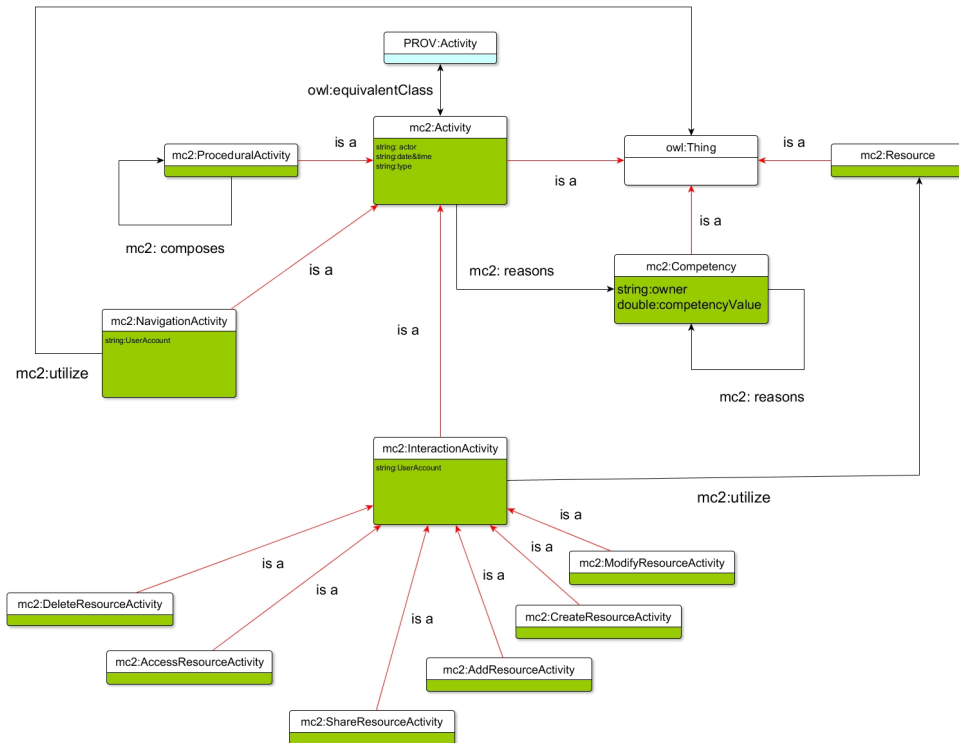 PROV:Activity
owl:equivalentClass
mc2:Activity
string: actor
string:date&time
string:type
is a
mc2:ProceduralActivity
mc2: composes
is a
owl:Thing
is a
mc2:Resource
is a
mc2: reasons
mc2:Competency
string:owner
double:competencyValue
mc2: reasons
is a
mc2:NavigationActivity
string:UserAccount
mc2:utilize
is a
mc2:InteractionActivity
string:UserAccount
mc2:utilize
is a
mc2:ModifyResourceActivity
is a
mc2:CreateResourceActivity
is a
mc2:DeleteResourceActivity
is a
mc2:AccessResourceActivity
is a
mc2:AddResourceActivity
is a
mc2:ShareResourceActivity